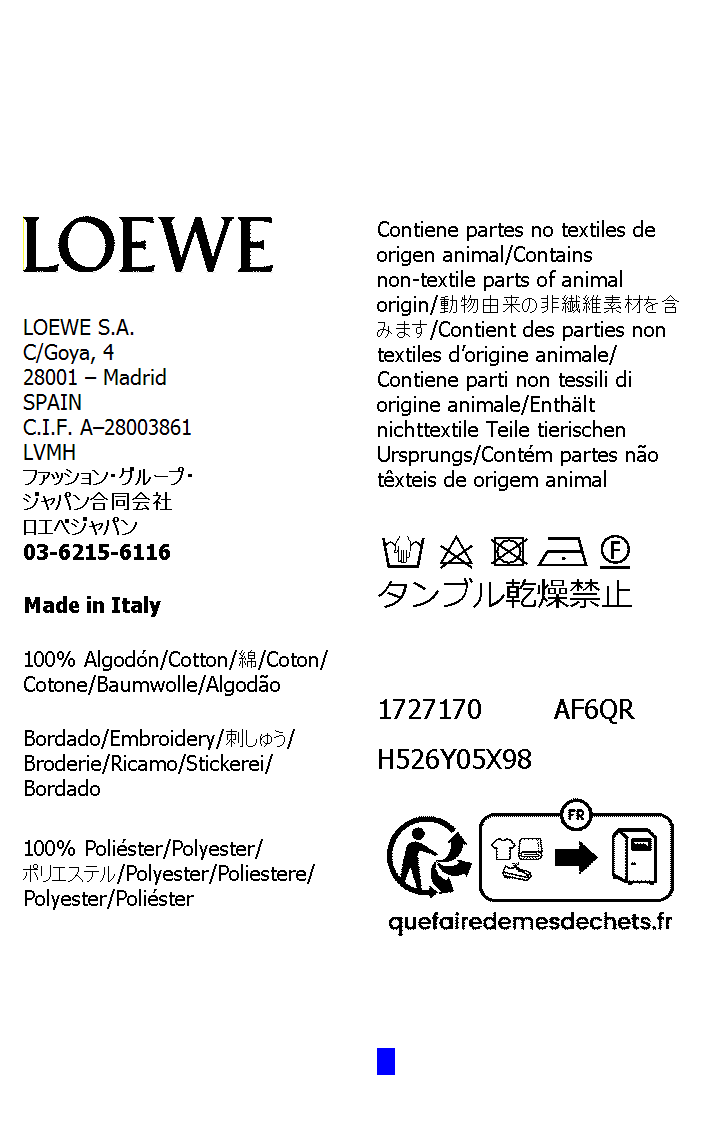 LOEWE
LOEWE S.A.
C/Goya, 4
28001 – Madrid
SPAIN
C.I.F. A–28003861
LVMH
ファッション・グループ・
ジャパン合同会社
ロエベジャパン
03-6215-6116
Made in Italy
100% Algodón/Cotton/綿/Coton/
Cotone/Baumwolle/Algodão
Bordado/Embroidery/刺しゅう/
Broderie/Ricamo/Stickerei/
Bordado
100% Poliéster/Polyester/
ポリエステル/Polyester/Poliestere/
Polyester/Poliéster
Contiene partes no textiles de
origen animal/Contains
non-textile parts of animal
origin/動物由来の非繊維素材を含
みます/Contient des parties non
textiles d’origine animale/
Contiene parti non tessili di
origine animale/Enthält
nichttextile Teile tierischen
Ursprungs/Contém partes não
têxteis de origem animal
F
タンブル乾燥禁止
1727170 AF6QR
H526Y05X98
FR
quefairedemesdechets.fr